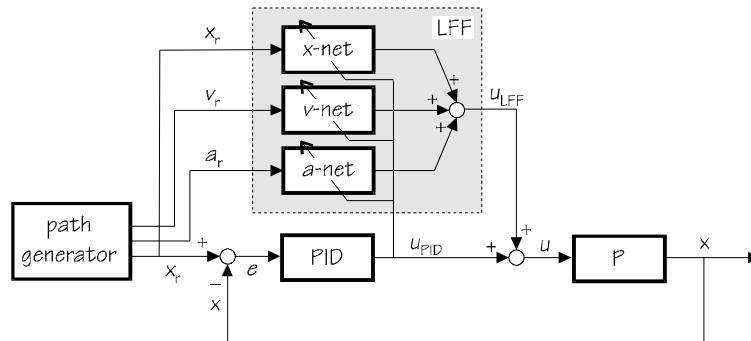 LFF
x_r
x-net
+
v_r
v-net
+
u_LFF
+
a_r
a-net
path
generator
+
x_r
−
x
e
PID
u_PID
+
+
u
P
x